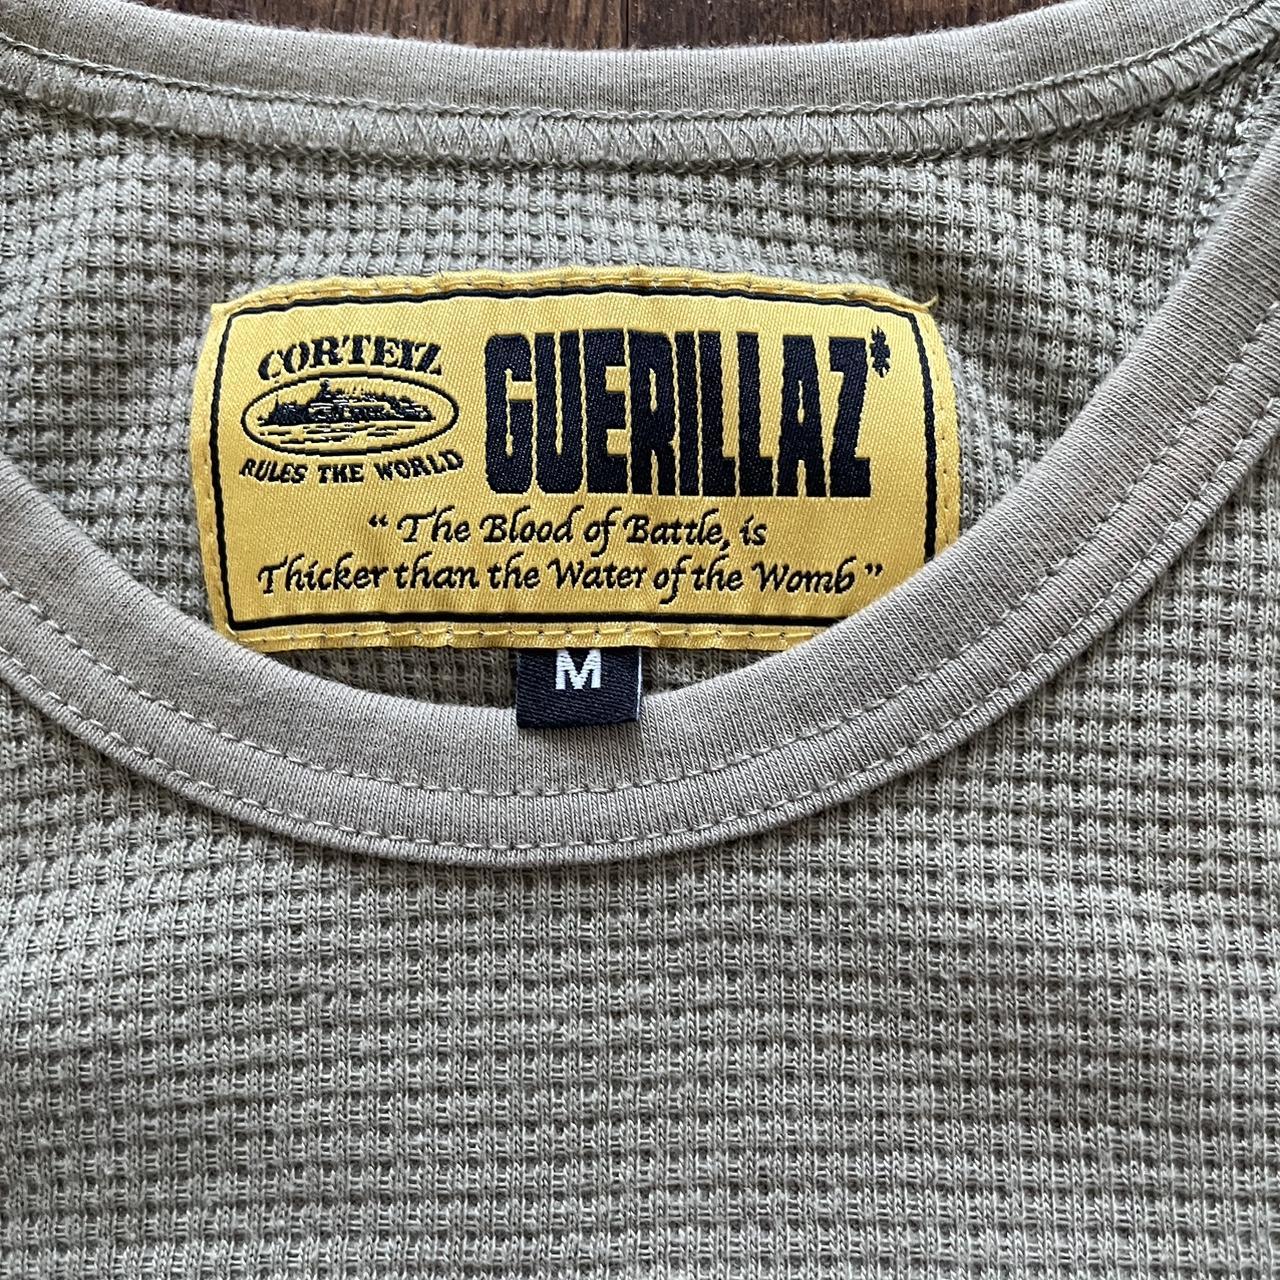 CORTEIZ
RULES THE WORLD
GUERILLAZ*
“ The Blood of Battle, is
Thicker than the Water of the Womb ”
M